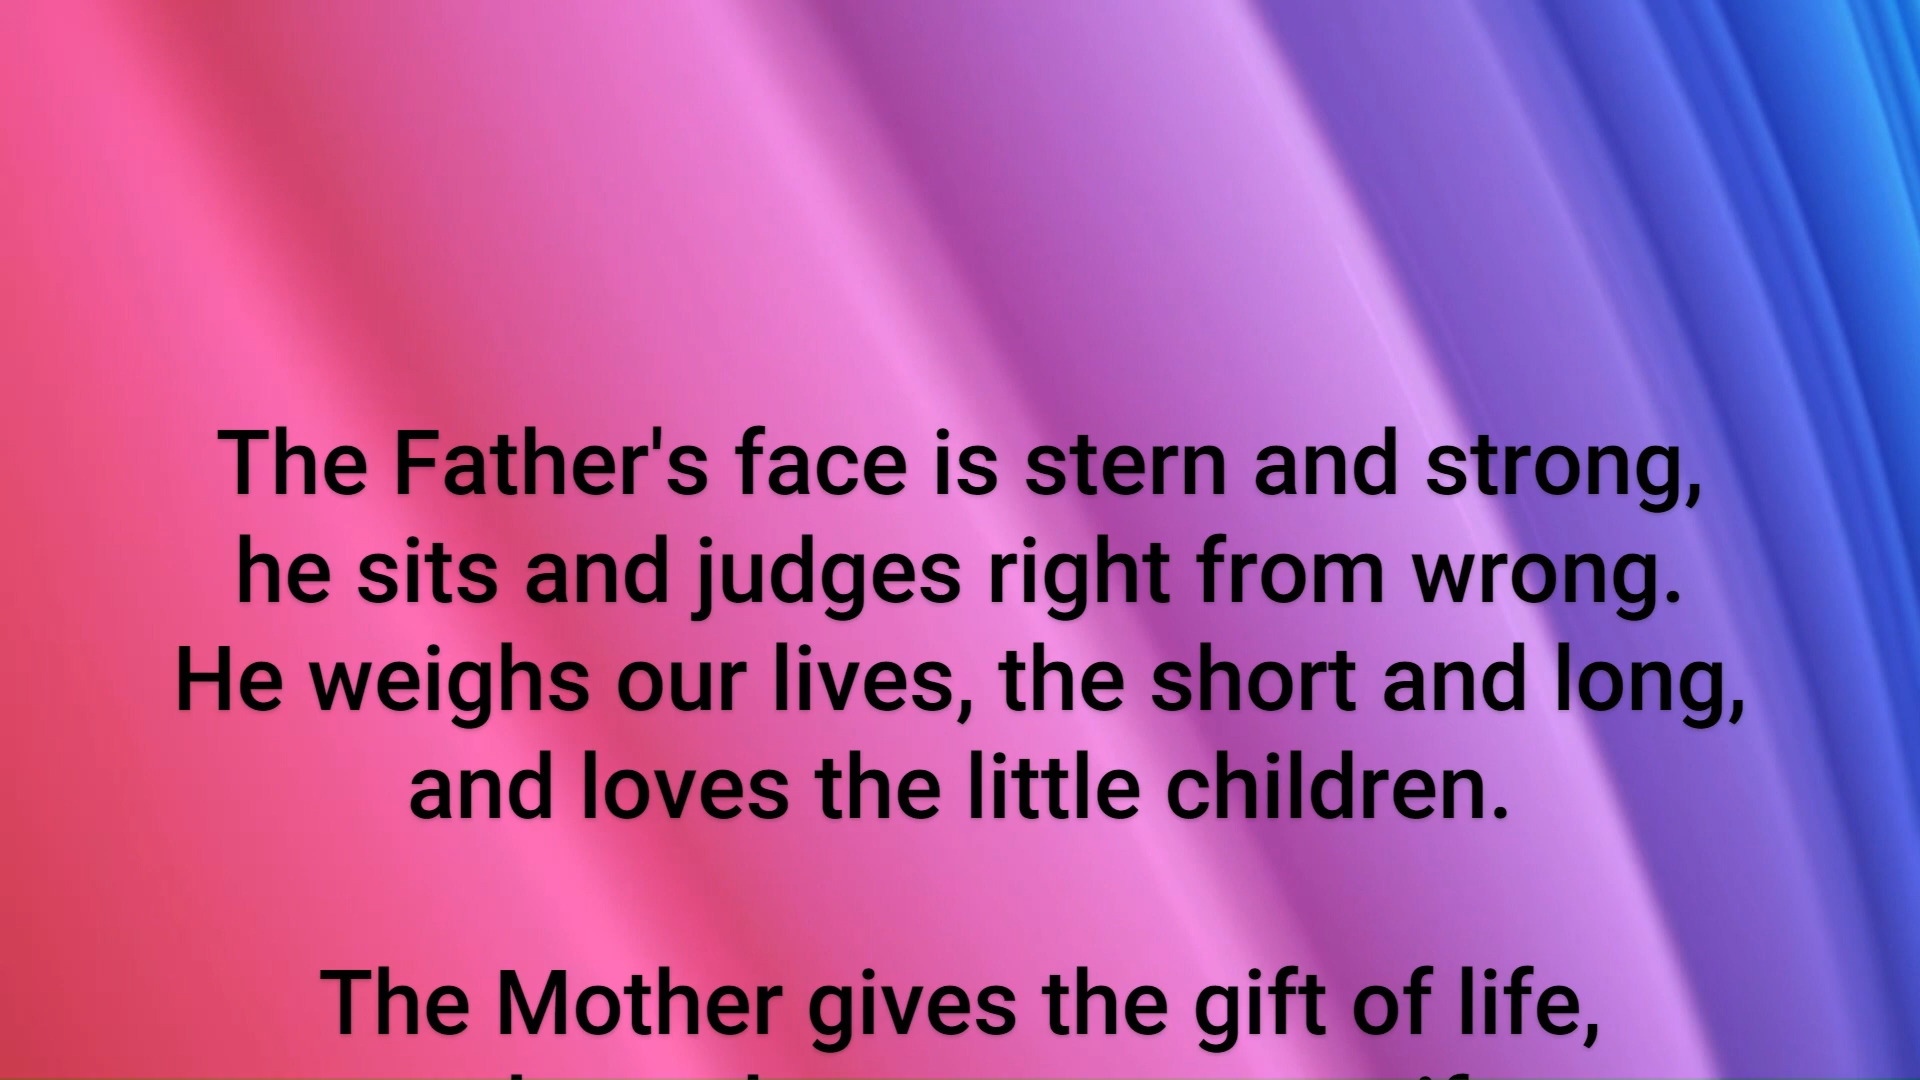 The Father's face is stern and strong,
he sits and judges right from wrong.
He weighs our lives, the short and long,
and loves the little children.
The Mother gives the gift of life,